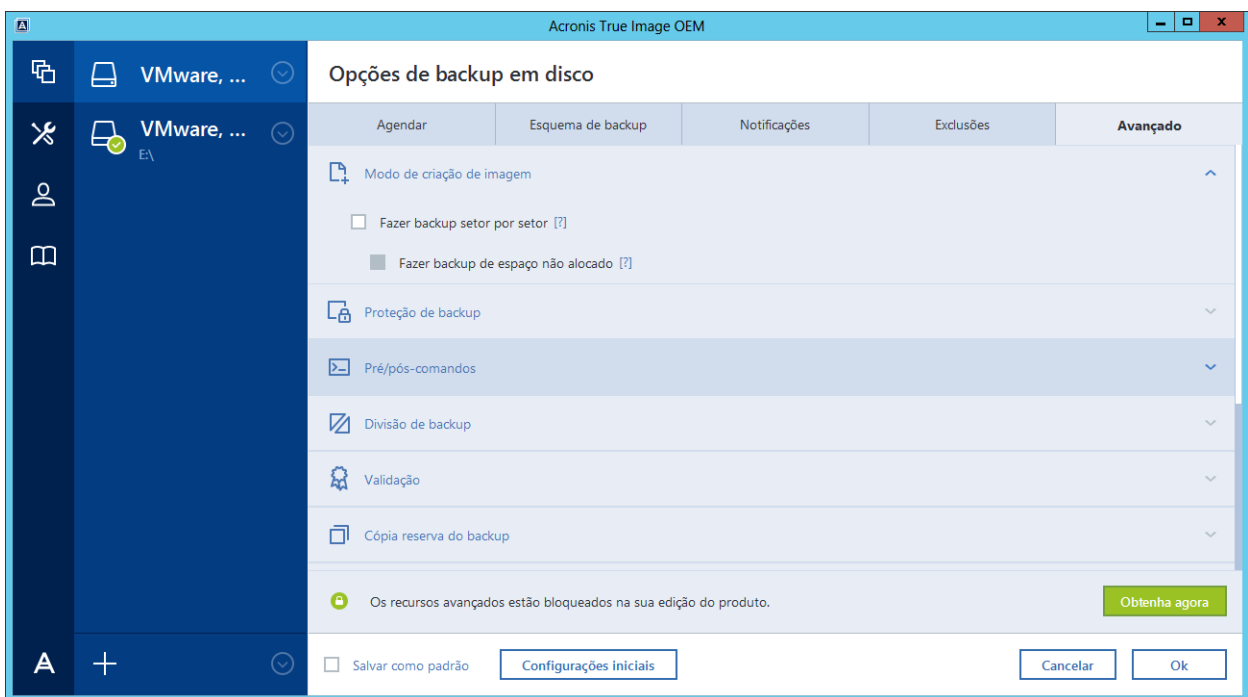 Acronis True Image OEM
VMware, ...
VMware, ...
E:\
Opções de backup em disco
Agendar
Esquema de backup
Notificações
Exclusões
Avançado
Modo de criação de imagem
Fazer backup setor por setor [?]
Fazer backup de espaço não alocado [?]
Proteção de backup
Pré/pós-comandos
Divisão de backup
Validação
Cópia reserva do backup
Os recursos avançados estão bloqueados na sua edição do produto.
Obtenha agora
Salvar como padrão
Configurações iniciais
Cancelar
Ok